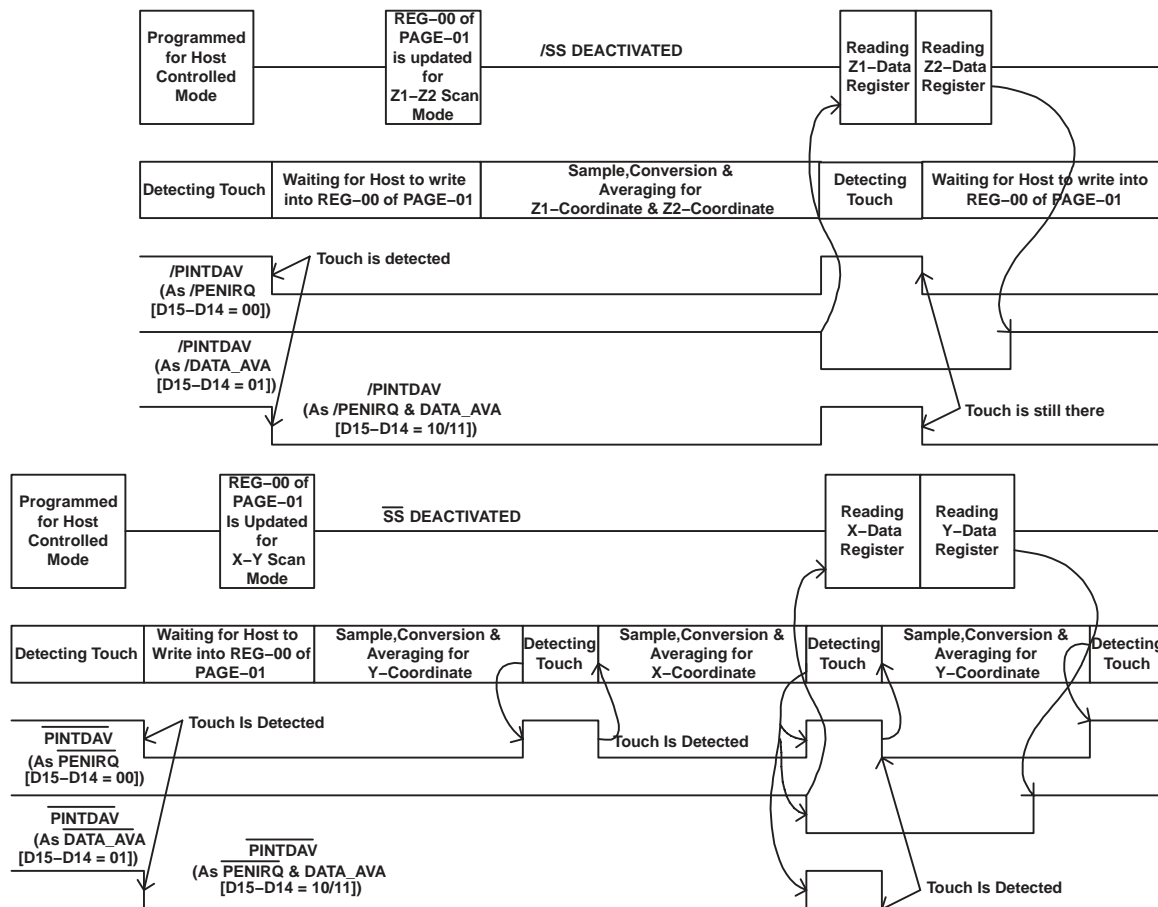 Programmed
for Host
Controlled
Mode
REG−00 of
PAGE−01
is updated
for
Z1−Z2 Scan
Mode
/SS DEACTIVATED
Reading
Z1−Data
Register
Reading
Z2−Data
Register
Detecting Touch
Waiting for Host to write
into REG−00 of PAGE−01
Sample,Conversion &
Averaging for
Z1−Coordinate & Z2−Coordinate
Detecting
Touch
Waiting for Host to write into
REG−00 of PAGE−01
Touch is detected
/PINTDAV
(As /PENIRQ
[D15−D14 = 00])
/PINTDAV
(As /DATA_AVA
[D15−D14 = 01])
/PINTDAV
(As /PENIRQ & DATA_AVA
[D15−D14 = 10/11])
Touch is still there
Programmed
for Host
Controlled
Mode
REG−00 of
PAGE−01
Is Updated
for
X−Y Scan
Mode
SS DEACTIVATED
Reading
X−Data
Register
Reading
Y−Data
Register
Detecting Touch
Waiting for Host to
Write into REG−00 of
PAGE−01
Sample,Conversion &
Averaging for
Y−Coordinate
Detecting
Touch
Sample,Conversion &
Averaging for
X−Coordinate
Detecting
Touch
Sample,Conversion &
Averaging for
Y−Coordinate
Detecting
Touch
Touch Is Detected
Touch Is Detected
PINTDAV
(As PENIRQ
[D15−D14 = 00])
PINTDAV
(As DATA_AVA
[D15−D14 = 01])
PINTDAV
(As PENIRQ & DATA_AVA
[D15−D14 = 10/11])
Touch Is Detected